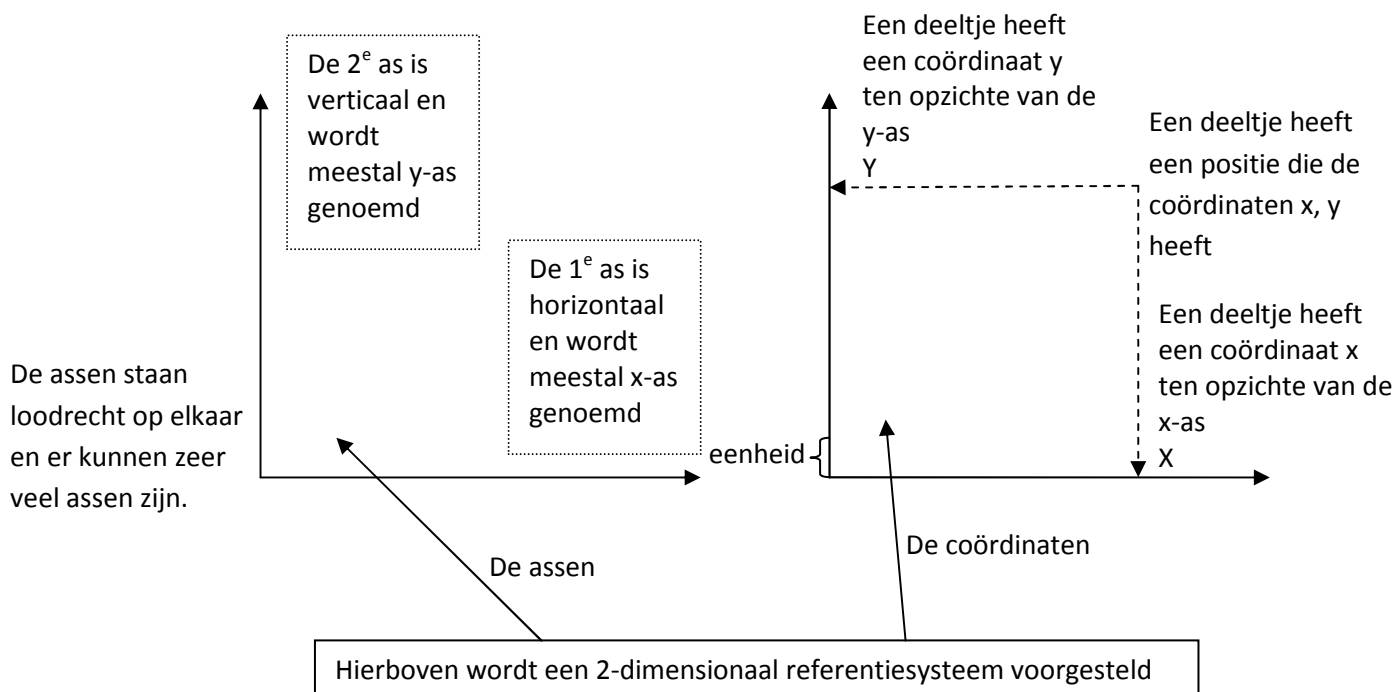 De 2e as is
verticaal en
wordt
meestal y-as
genoemd
De 1e as is
horizontaal
en wordt
meestal x-as
genoemd
De assen staan
loodrecht op elkaar
en er kunnen zeer
veel assen zijn.
De assen
Een deeltje heeft
een coördinaat y
ten opzichte van de
y-as
Y
Een deeltje heeft
een positie die de
coördinaten x, y
heeft
Een deeltje heeft
een coördinaat x
ten opzichte van de
x-as
X
eenheid
De coördinaten
Hierboven wordt een 2-dimensionaal referentiesysteem voorgesteld